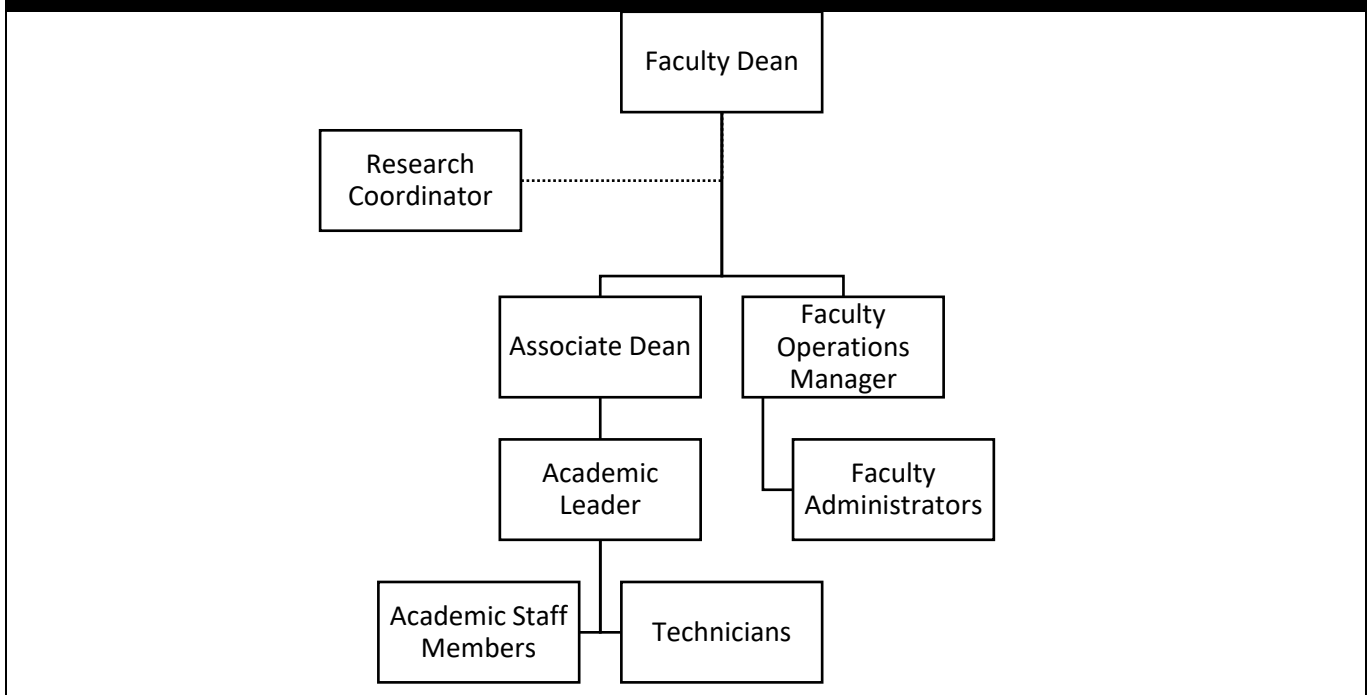 Faculty Dean
Research
Coordinator
Associate Dean
Faculty
Operations
Manager
Academic
Leader
Faculty
Administrators
Academic Staff
Members
Technicians